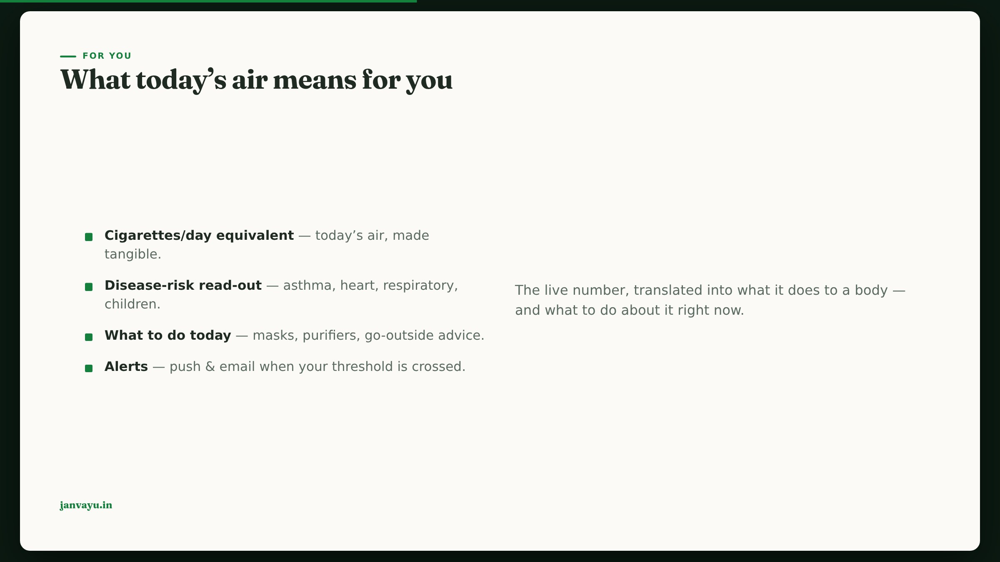 FOR YOU
What today’s air means for you
Cigarettes/day equivalent — today’s air, made
tangible.
Disease-risk read-out — asthma, heart, respiratory,
children.
What to do today — masks, purifiers, go-outside advice.
Alerts — push & email when your threshold is crossed.
The live number, translated into what it does to a body —
and what to do about it right now.
janvayu.in